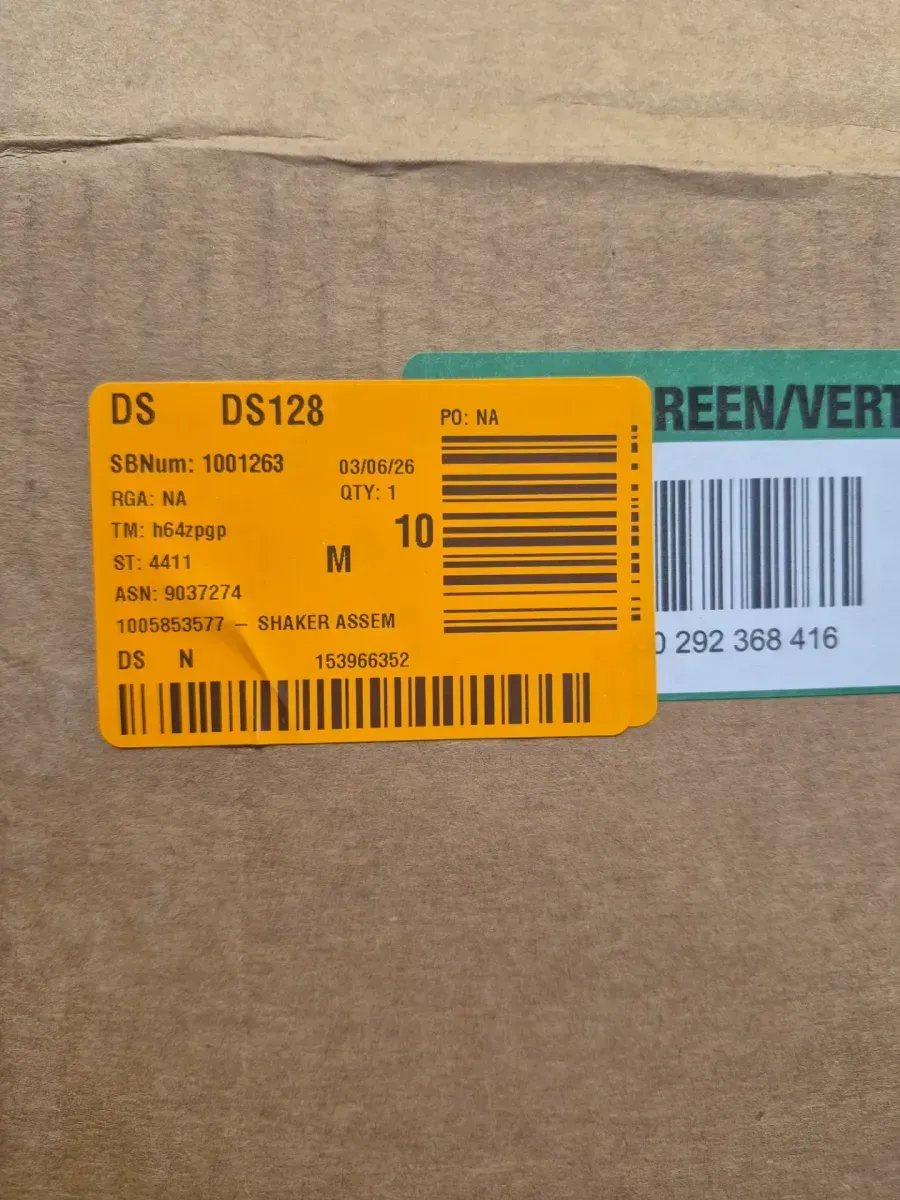 DS DS128
PO: NA
SBNum: 1001263
03/06/26
RGA: NA
QTY: 1
TM: h64zpgp
10
ST: 4411
M
ASN: 9037274
1005853577 – SHAKER ASSEM
DS N 153966352
REEN/VERT
0 292 368 416